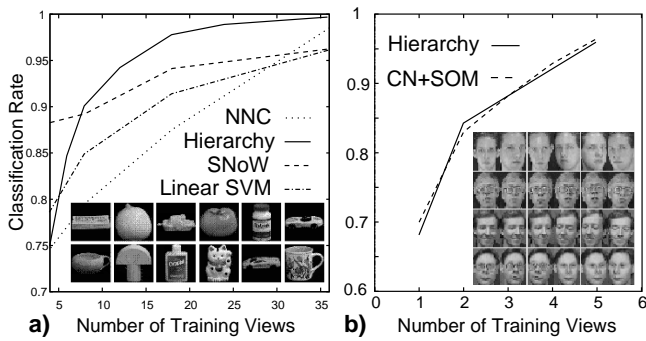 1
0.95
0.9
0.85
0.8
0.75
0.7
Classification Rate
NNC
Hierarchy
SNoW
Linear SVM
5 10 15 20 25 30 35
a) Number of Training Views
1
0.9
0.8
0.7
0.6
Hierarchy
CN+SOM
0 1 2 3 4 5 6
b) Number of Training Views